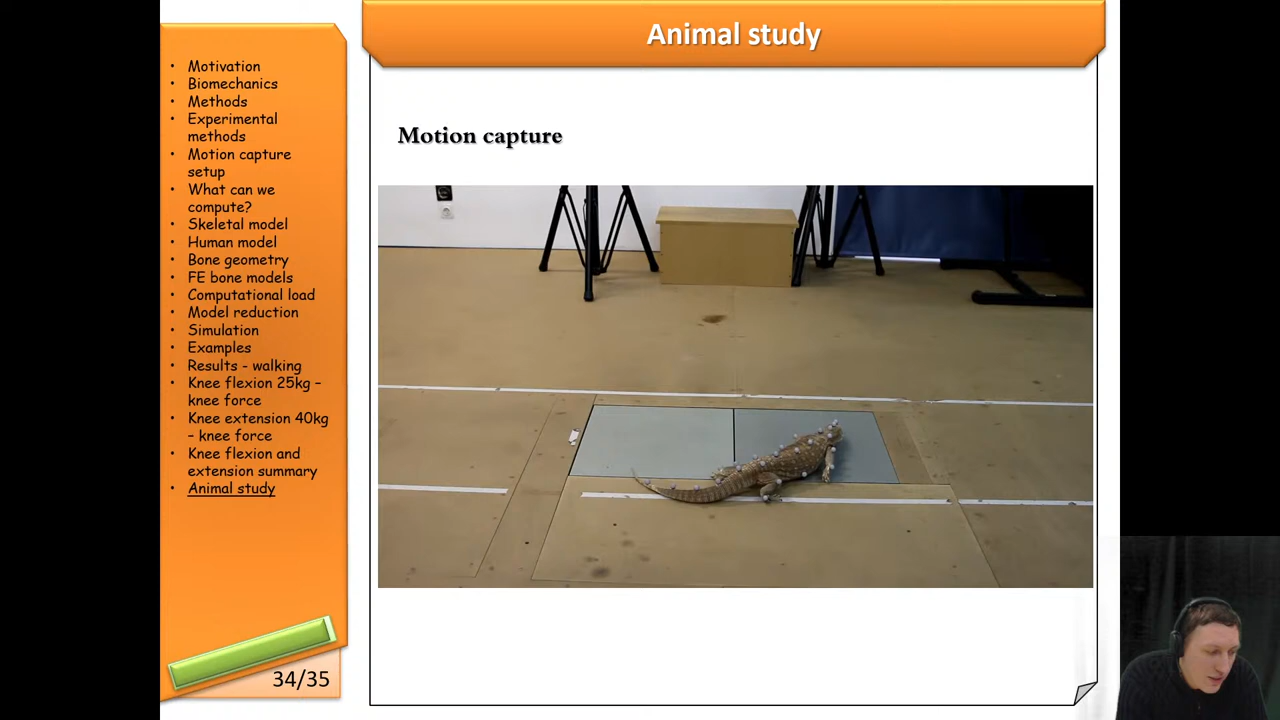 Animal study
• Motivation
• Biomechanics
• Methods
• Experimental
methods
• Motion capture
setup
• What can we
compute?
• Skeletal model
• Human model
• Bone geometry
• FE bone models
• Computational load
• Model reduction
• Simulation
• Examples
• Results - walking
• Knee flexion 25kg –
knee force
• Knee extension 40kg
– knee force
• Knee flexion and
extension summary
• Animal study
34/35
Motion capture